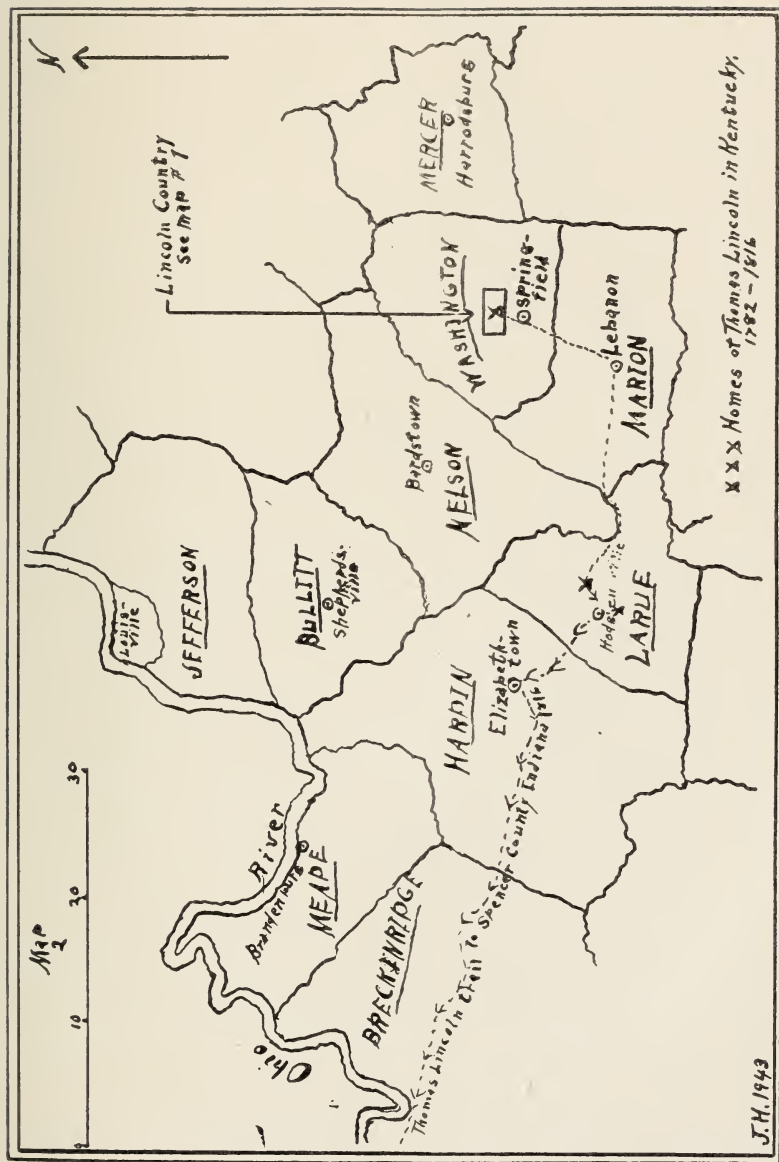 Map
2
0 10 20 30
N
Lincoln Country
see map # 1
Ohio
River
Louis-
ville
JEFFERSON
BULLITT
Shepherds-
ville
Brandenburg
MEADE
BRECKINRIDGE
HARDIN
Elizabeth-
town
Bardstown
NELSON
WASHINGTON
X
Spring-
field
MERCER
Harrodsburg
Lebanon
MARION
Hodgenville
LARUE
X
X
Thomas Lincoln trail to Spencer County Indiana 1816
X X X Homes of Thomas Lincoln in Kentucky,
1782 - 1816
J.H. 1943